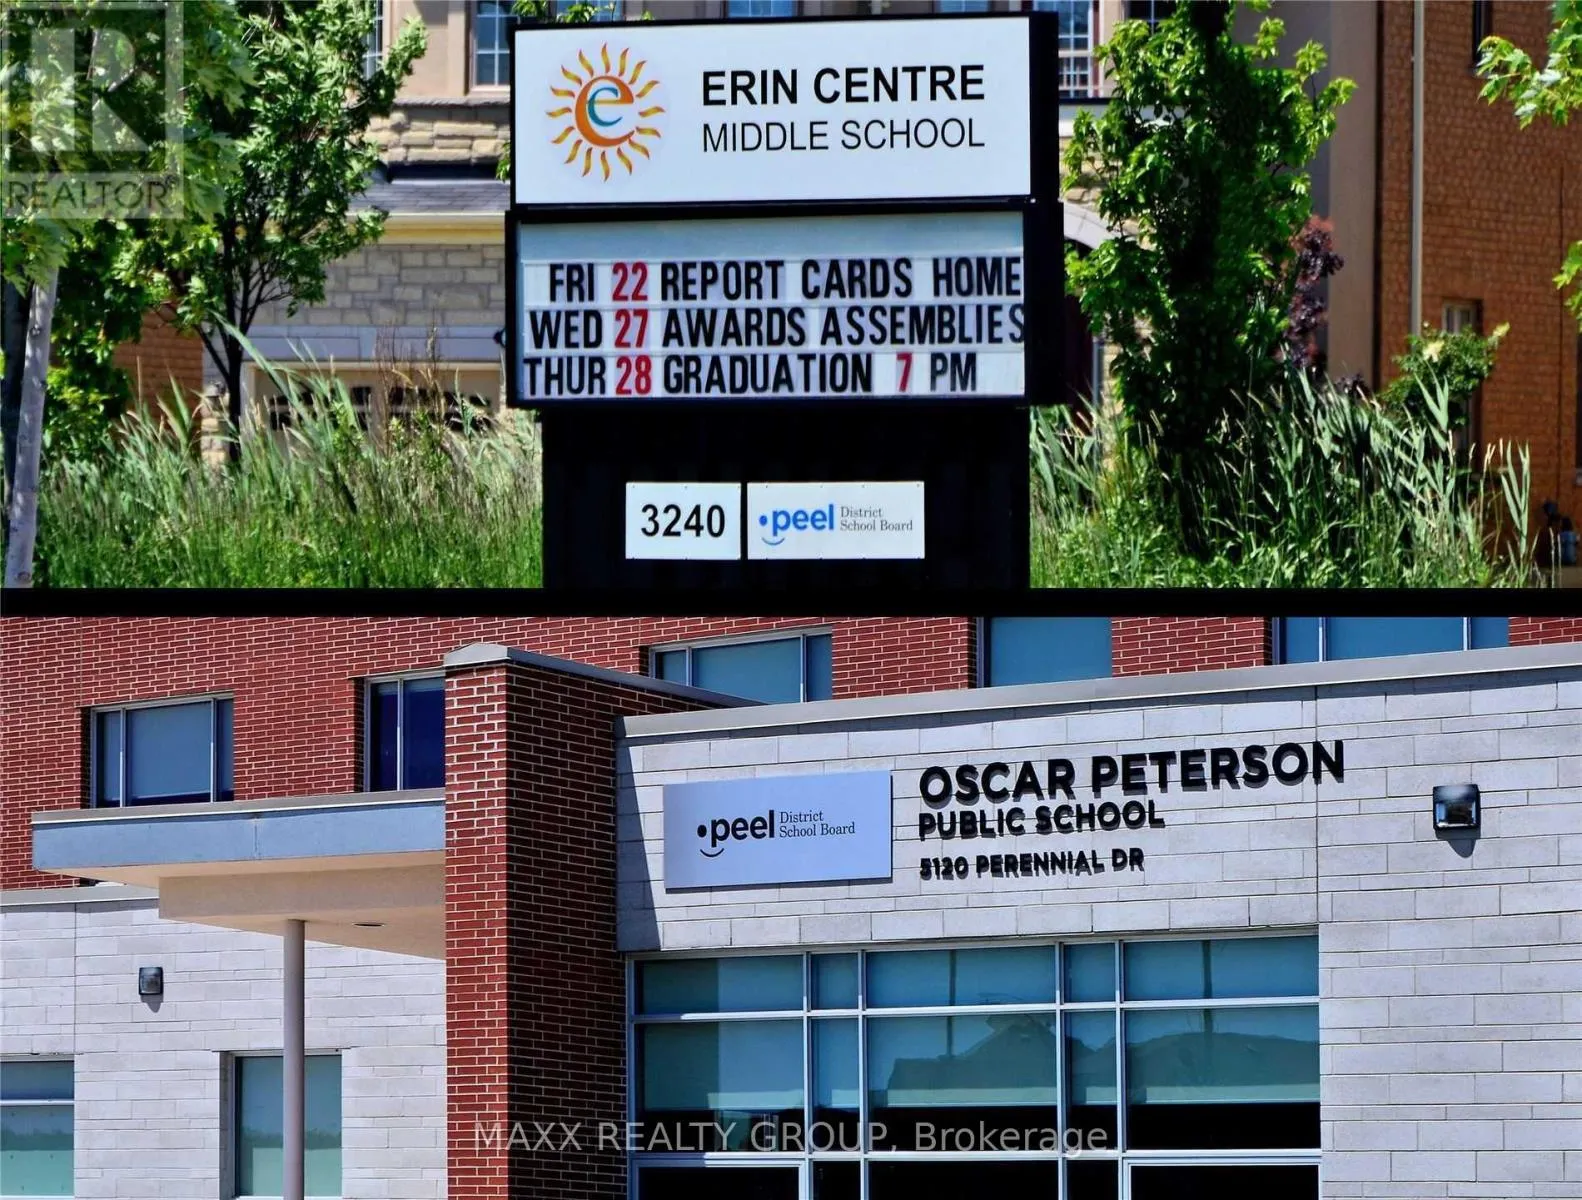 R
REALTOR®
e
ERIN CENTRE
MIDDLE SCHOOL
FRI 22 REPORT CARDS HOME
WED 27 AWARDS ASSEMBLIES
THUR 28 GRADUATION 7 PM
3240
peel District
School Board
peel District
School Board
OSCAR PETERSON
PUBLIC SCHOOL
5120 PERENNIAL DR
MAXX REALTY GROUP, Brokerage